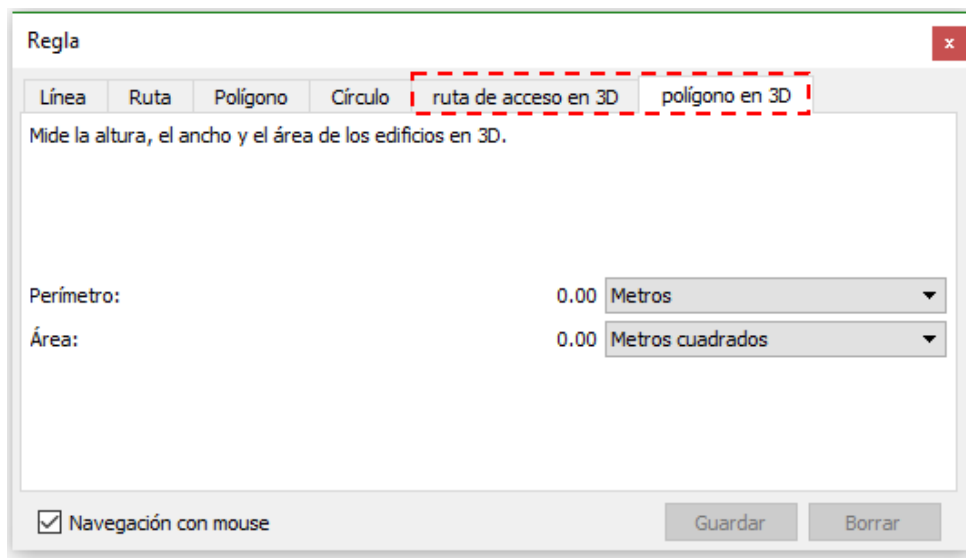 Regla
x
Línea Ruta Polígono Círculo ruta de acceso en 3D polígono en 3D
Mide la altura, el ancho y el área de los edificios en 3D.
Perímetro: 0.00 Metros
Área: 0.00 Metros cuadrados
Navegación con mouse Guardar Borrar